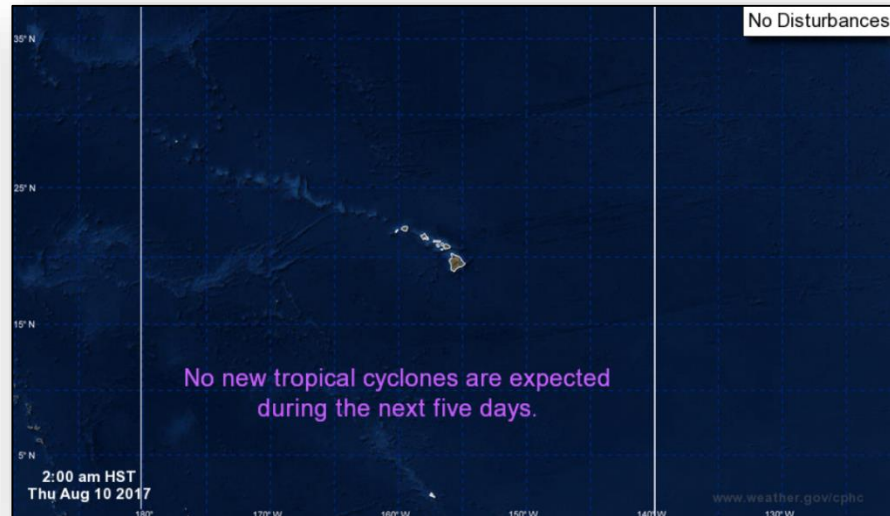 No Disturbances
35° N
25° N
15° N
No new tropical cyclones are expected
during the next five days.
5° N
2:00 am HST
Thu Aug 10 2017
www.weather.gov/cphc
180°
170° W
160° W
150° W
140° W
130° W